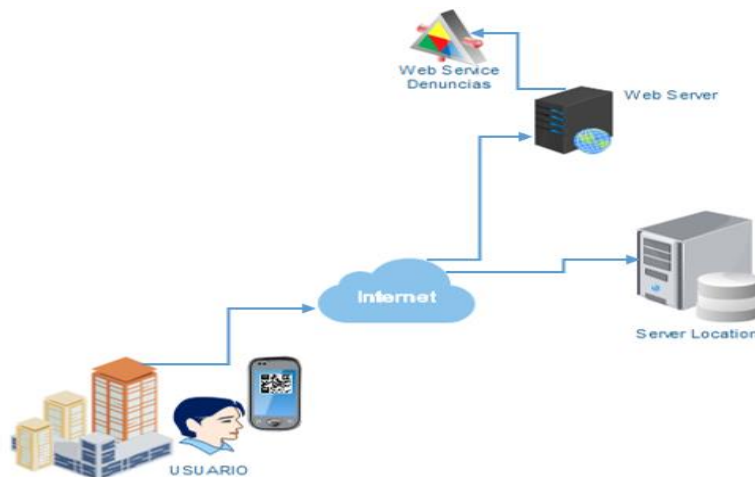 Web Service
Denuncias
Web Server
Internet
Server Location
USUARIO